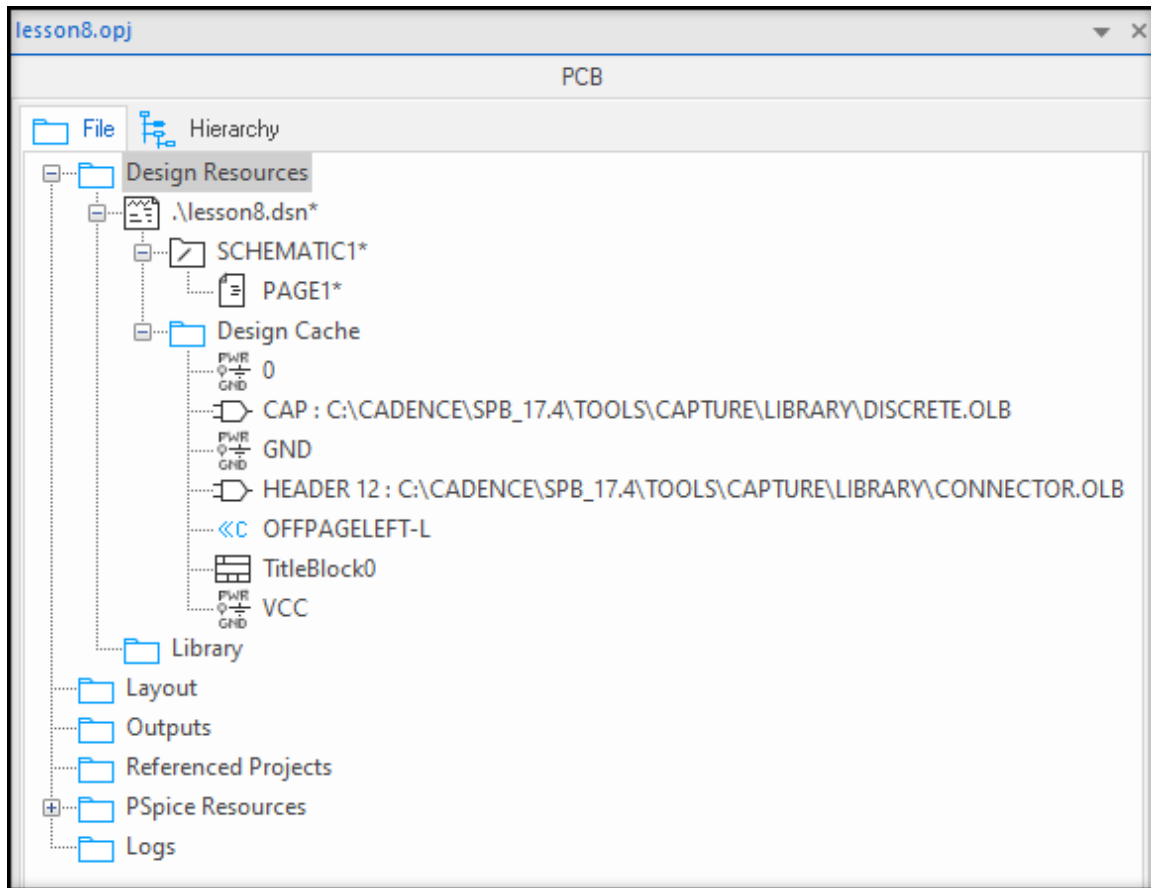 lesson8.opj
PCB
File Hierarchy
Design Resources
.\lesson8.dsn*
SCHEMATIC1*
PAGE1*
Design Cache
PWR GND 0
CAP : C:\CADENCE\SPB_17.4\TOOLS\CAPTURE\LIBRARY\DISCRETE.OLB
PWR GND GND
HEADER 12 : C:\CADENCE\SPB_17.4\TOOLS\CAPTURE\LIBRARY\CONNECTOR.OLB
«C OFFPAGELEFT-L
TitleBlock0
PWR GND VCC
Library
Layout
Outputs
Referenced Projects
PSpice Resources
Logs